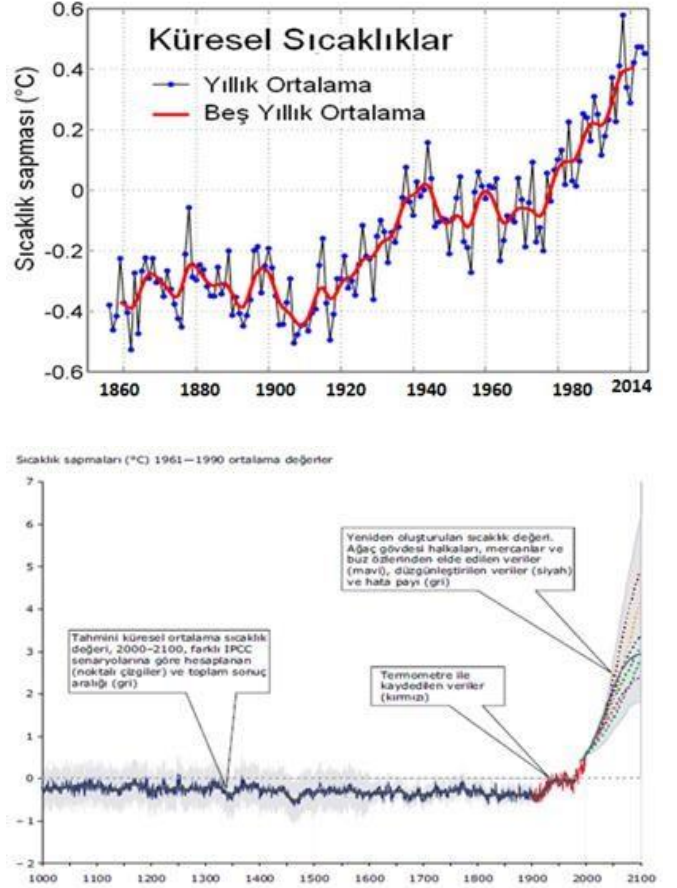 Küresel Sıcaklıklar
Yıllık Ortalama
Beş Yıllık Ortalama
Sıcaklık sapması (°C)
0.6
0.4
0.2
0
-0.2
-0.4
-0.6
1860
1880
1900
1920
1940
1960
1980
2014
Sıcaklık sapmaları (°C) 1961—1990 ortalama değerler
7
6
5
4
3
2
1
0
-1
-2
Yeniden oluşturulan sıcaklık değeri.
Ağaç gövdesi halkaları, mercanlar ve
buz özlerinden elde edilen veriler
(mavi), düzgünleştirilen veriler (siyah)
ve hata payı (gri)
Tahmini küresel ortalama sıcaklık
değeri, 2000–2100, farklı IPCC
senaryolarına göre hesaplanan
(noktalı çizgiler) ve toplam sonuç
aralığı (gri)
Termometre ile
kaydedilen veriler
(kırmızı)
1000
1100
1200
1300
1400
1500
1600
1700
1800
1900
2000
2100